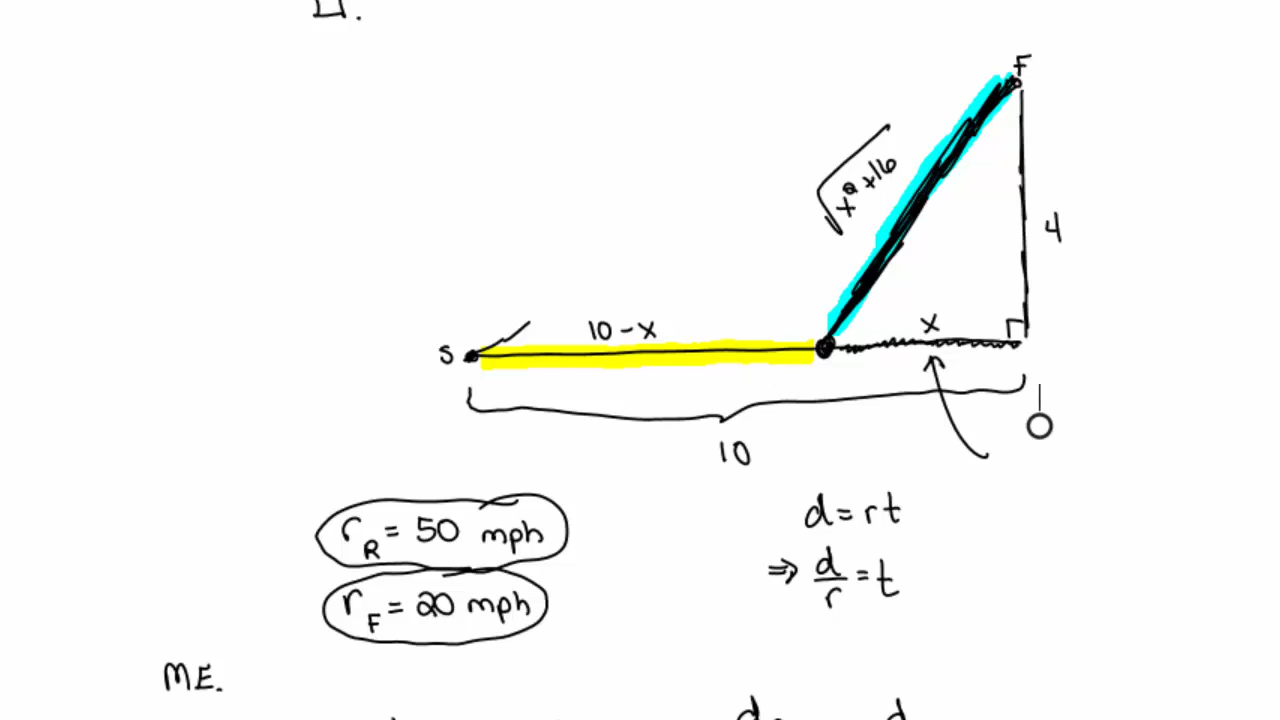 D.
F
√x²+16
4
S
10-x
x
10
r_R = 50 mph
d=rt
⇒ d/r = t
r_F = 20 mph
ME.
d=
d